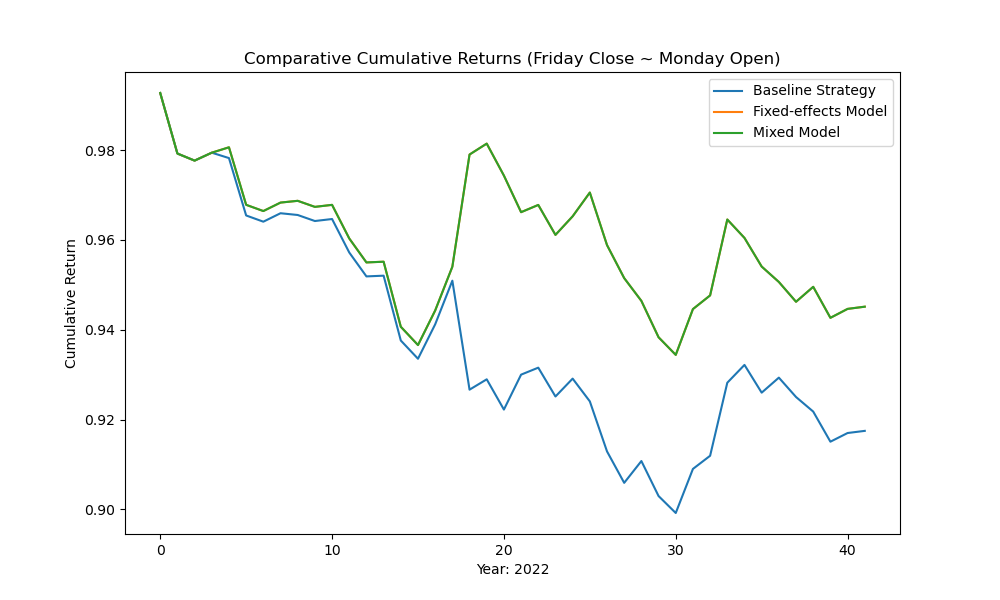 Comparative Cumulative Returns (Friday Close ~ Monday Open)
Baseline Strategy
Fixed-effects Model
Mixed Model
Cumulative Return
0.98
0.96
0.94
0.92
0.90
0 10 20 30 40
Year: 2022